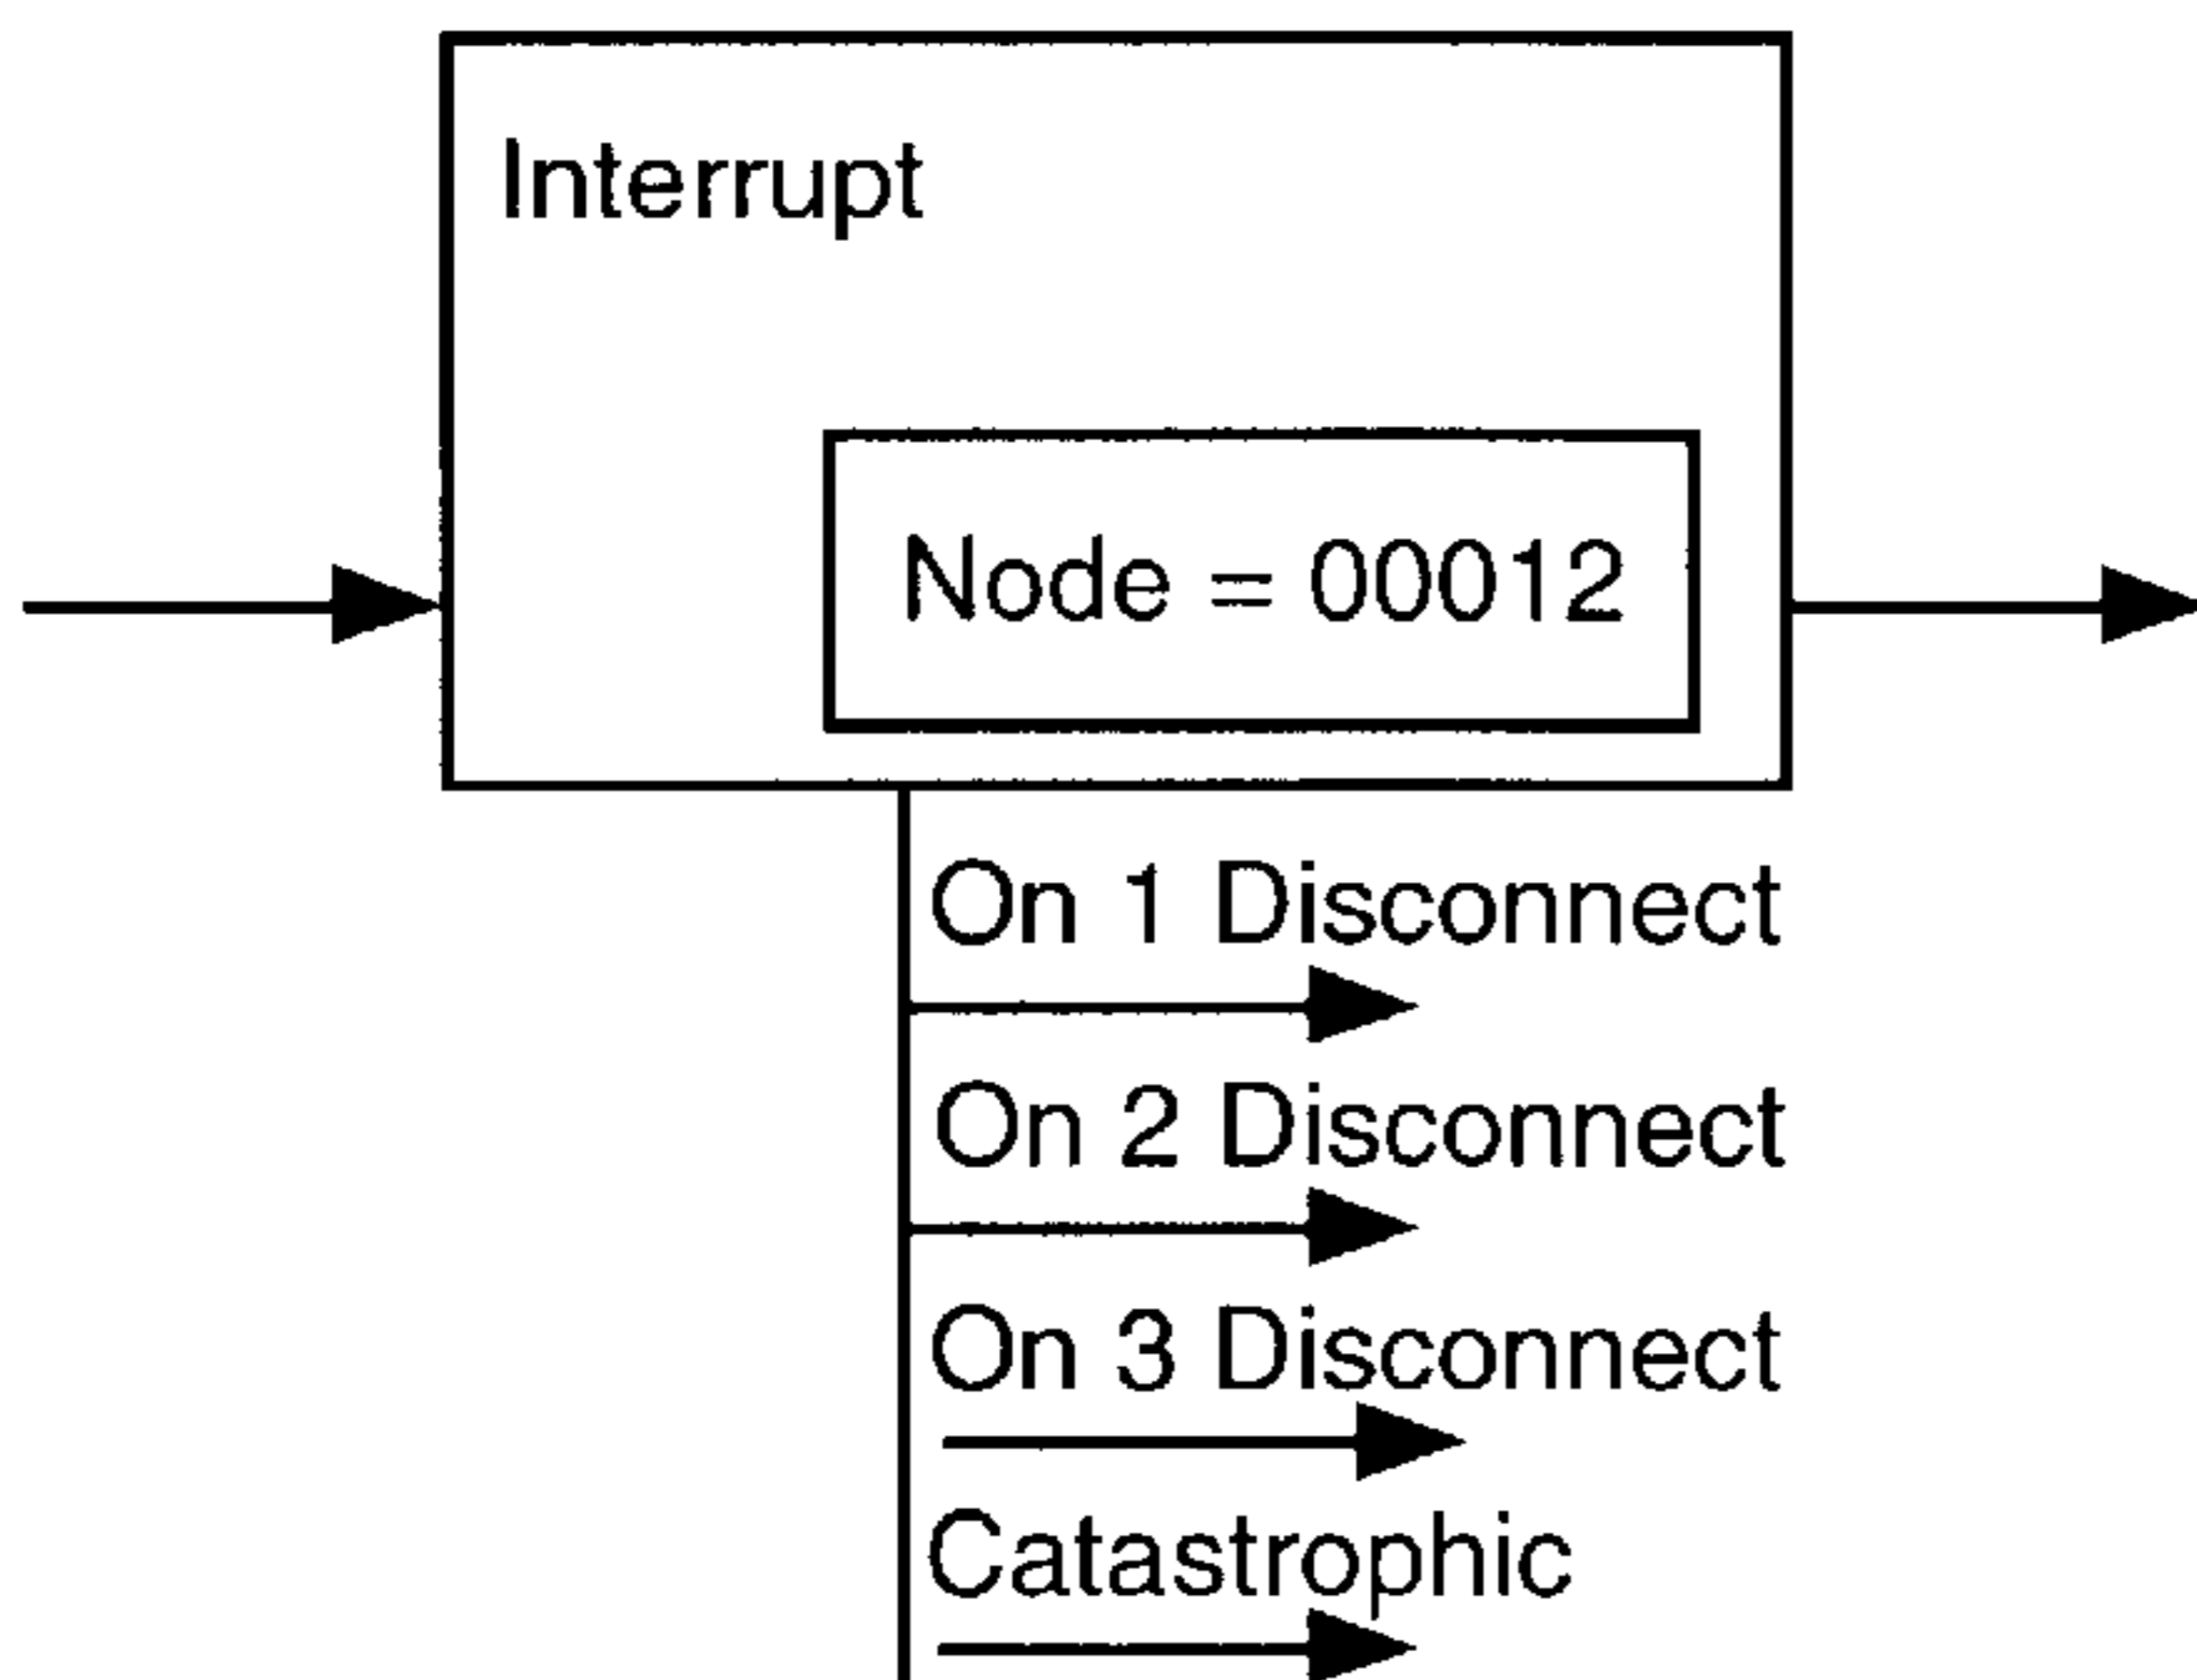 Interrupt
Node = 00012
On 1 Disconnect
On 2 Disconnect
On 3 Disconnect
Catastrophic